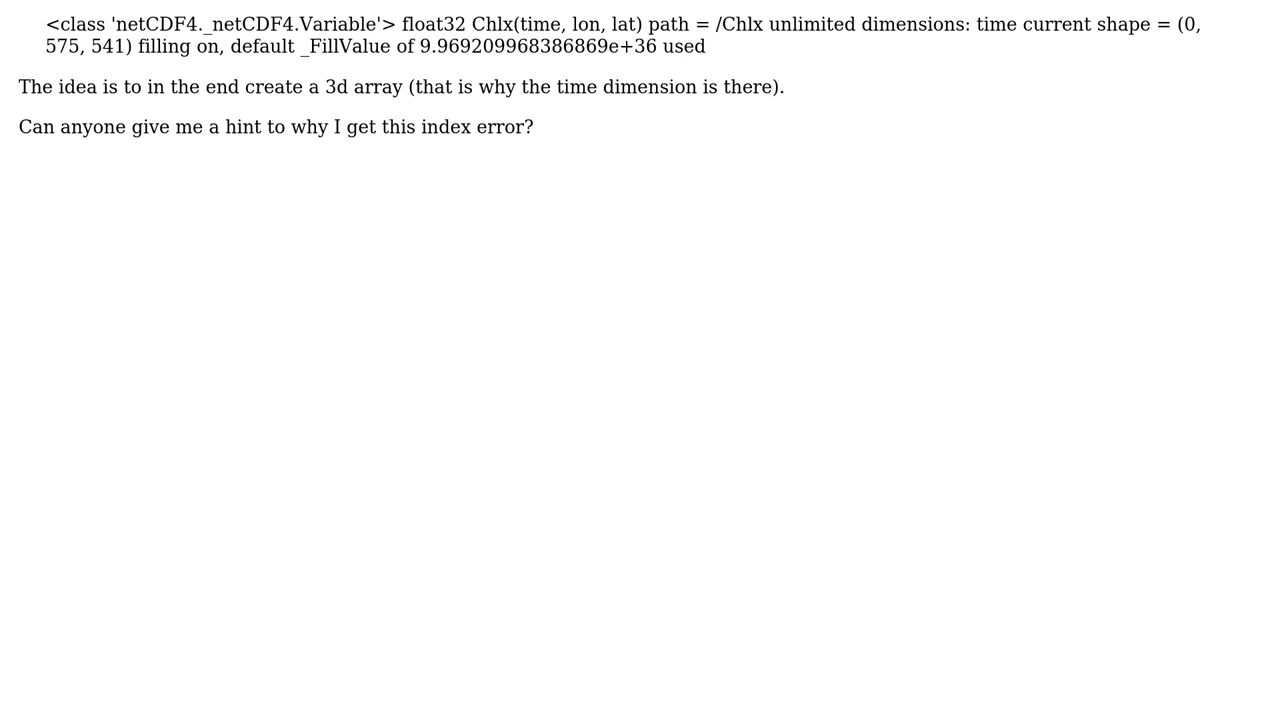 <class 'netCDF4._netCDF4.Variable'> float32 Chlx(time, lon, lat) path = /Chlx unlimited dimensions: time current shape = (0,
575, 541) filling on, default _FillValue of 9.969209968386869e+36 used
The idea is to in the end create a 3d array (that is why the time dimension is there).
Can anyone give me a hint to why I get this index error?